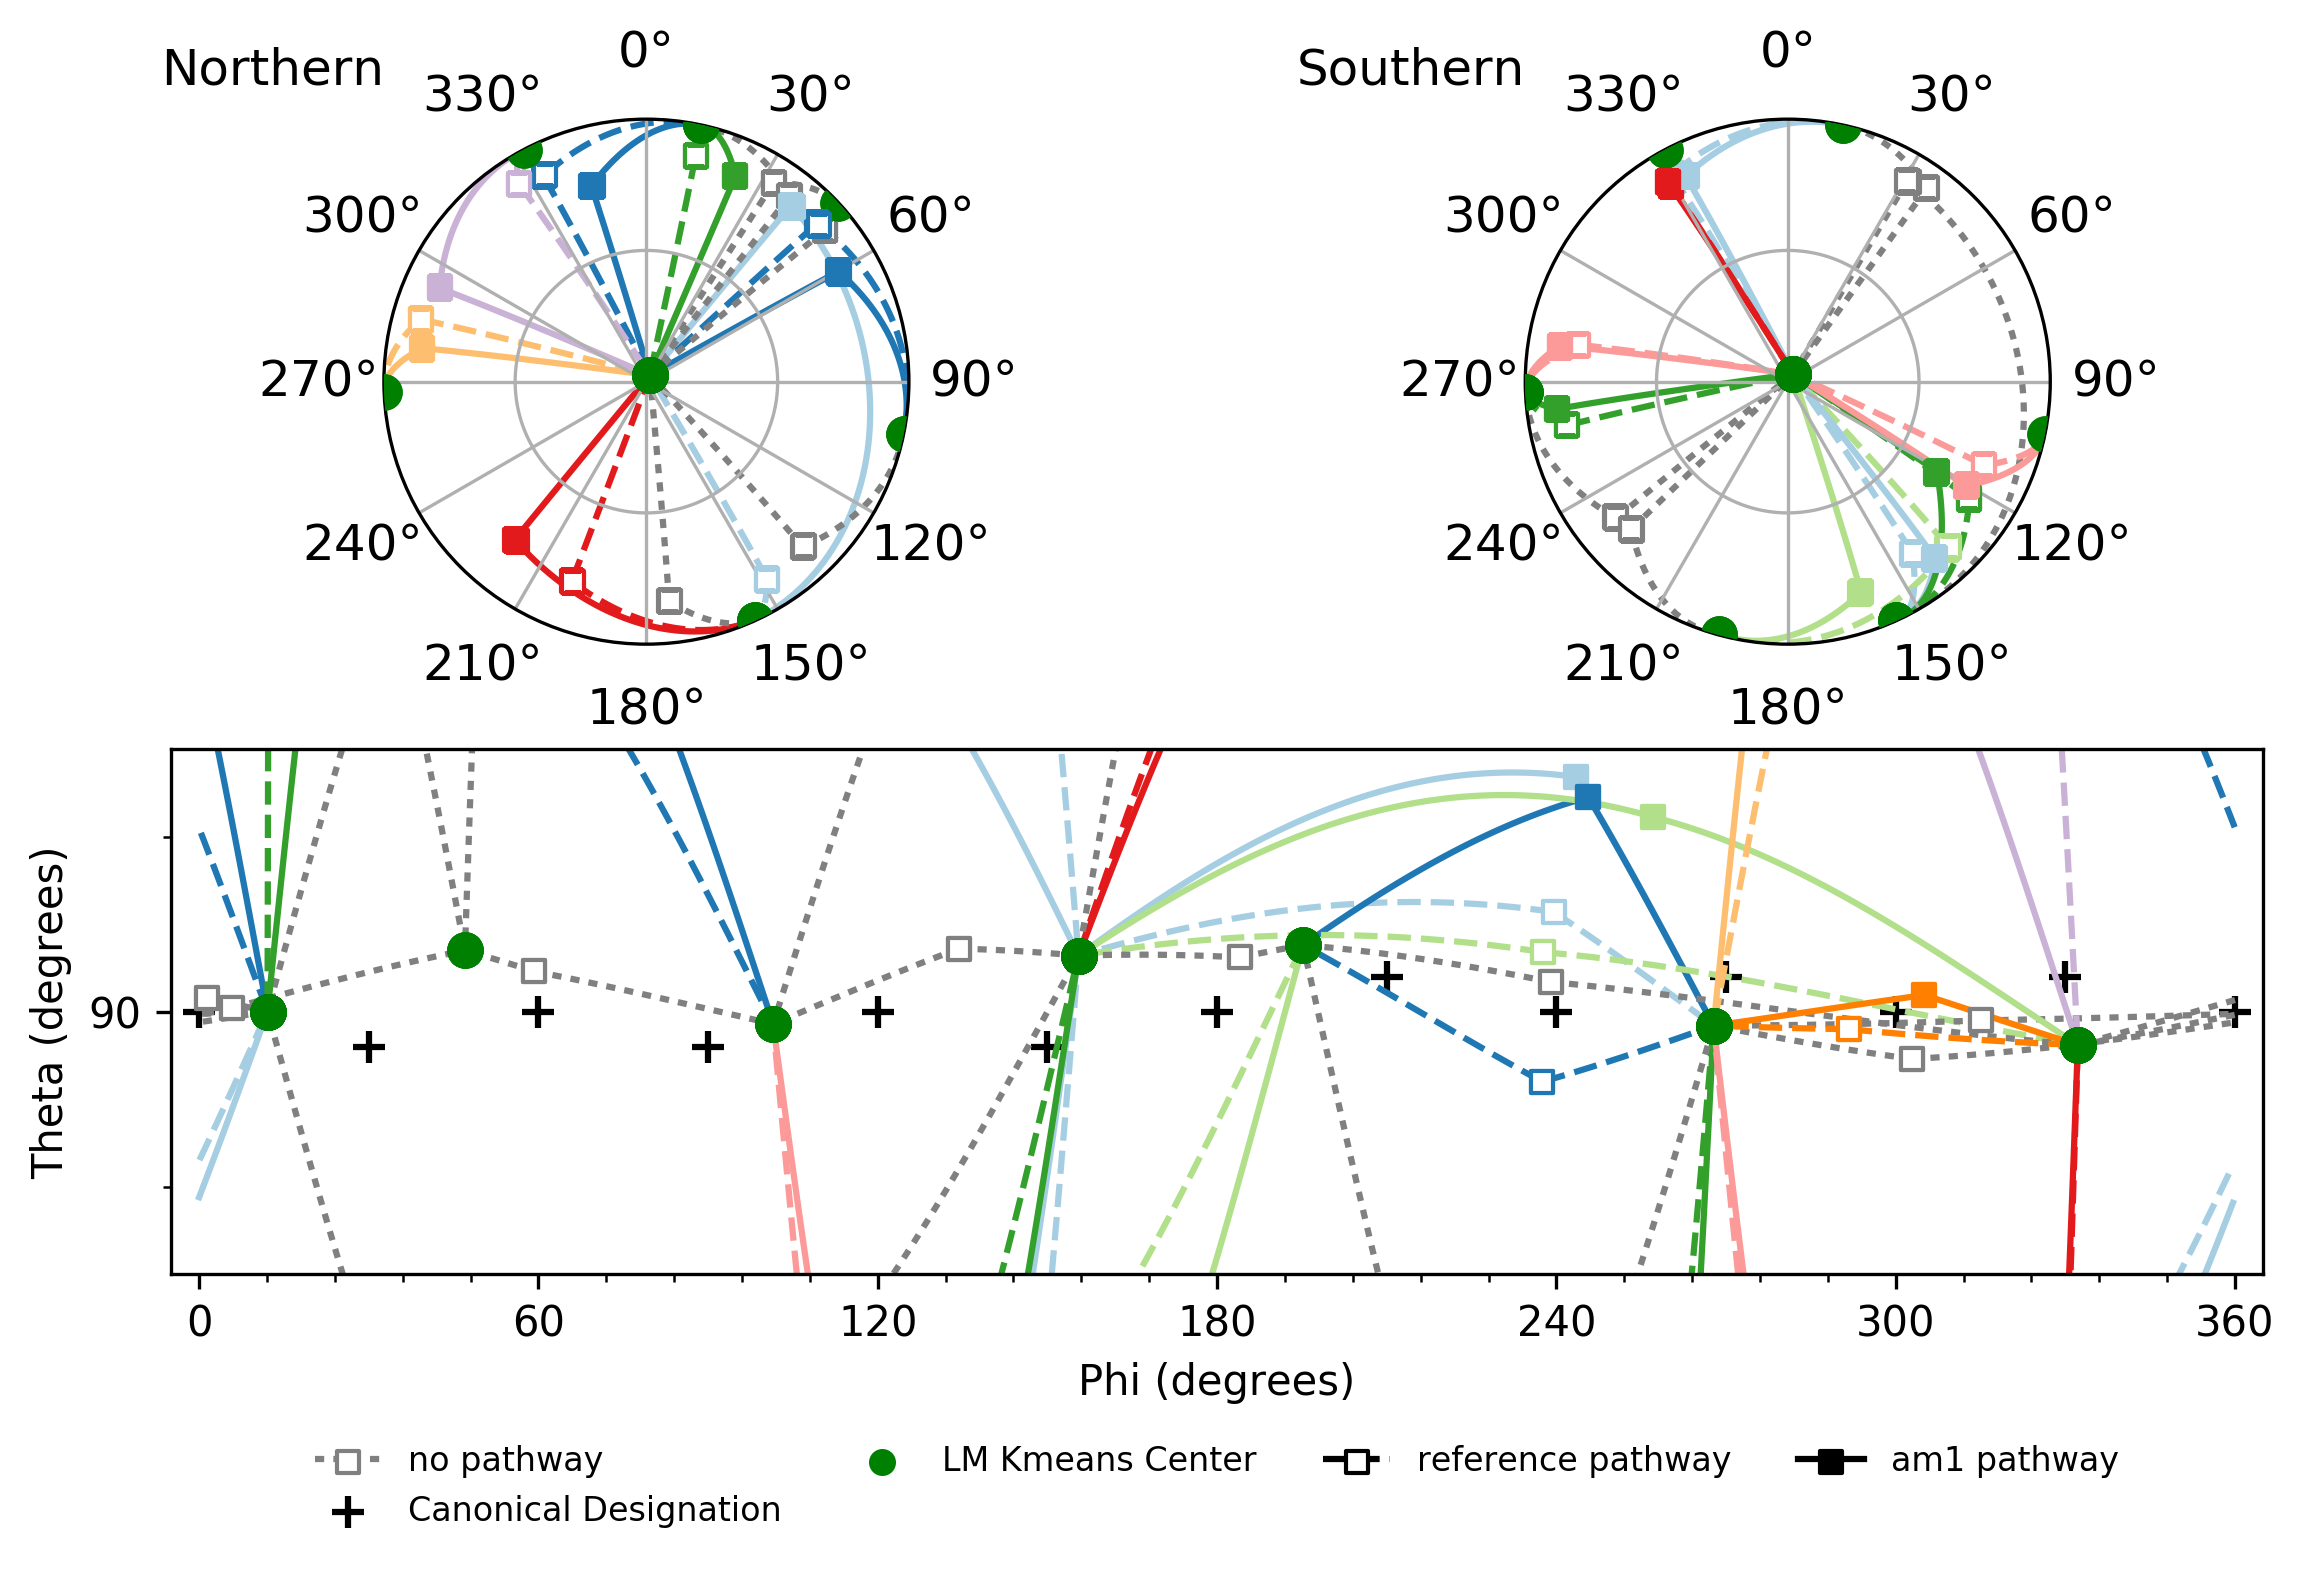 Northern
0°
330°
30°
300°
60°
270°
90°
240°
120°
210°
150°
180°
Southern
0°
330°
30°
300°
60°
270°
90°
240°
120°
210°
150°
180°
Theta (degrees)
90
0 60 120 180 240 300 360
Phi (degrees)
no pathway
Canonical Designation
LM Kmeans Center
reference pathway
am1 pathway